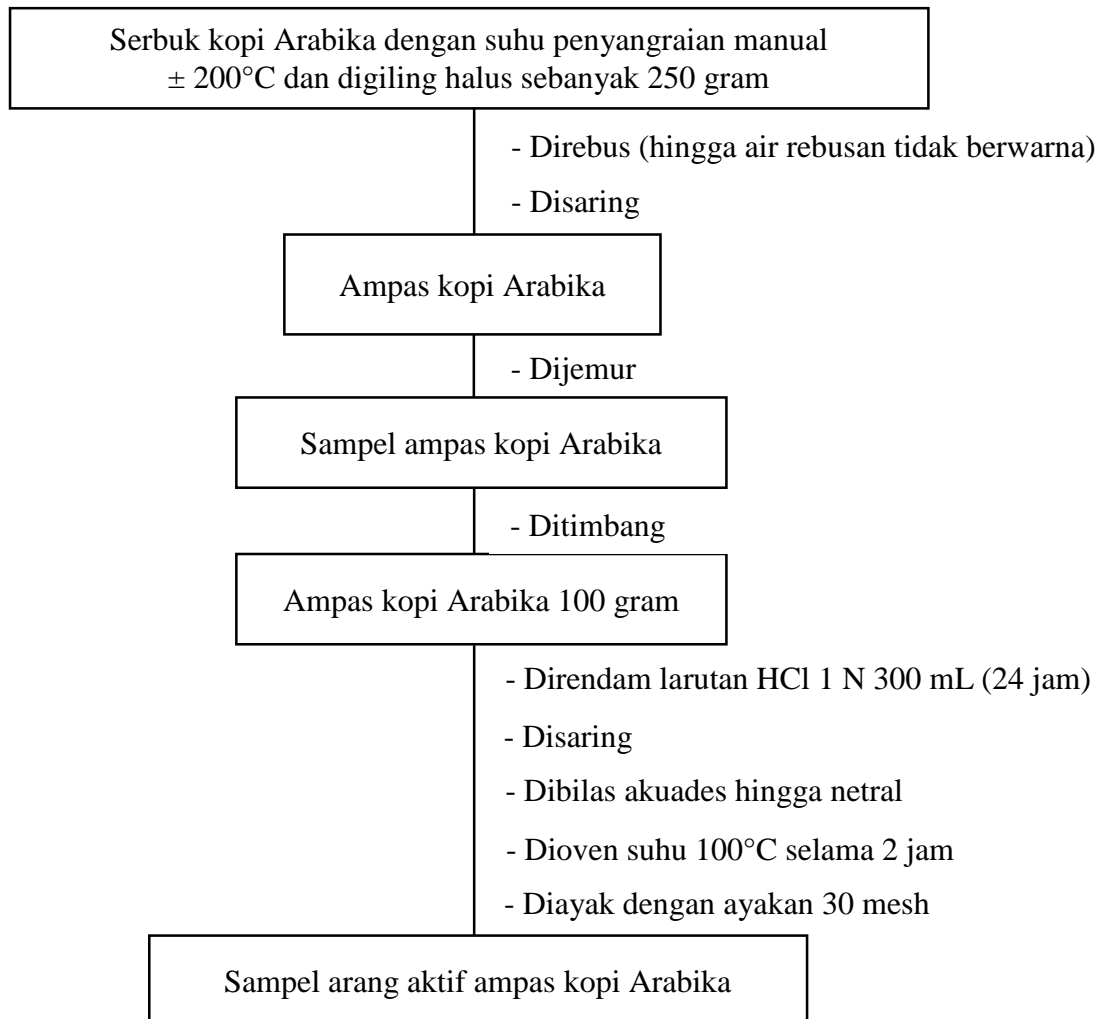 Serbuk kopi Arabika dengan suhu penyangraian manual
± 200°C dan digiling halus sebanyak 250 gram
- Direbus (hingga air rebusan tidak berwarna)
- Disaring
Ampas kopi Arabika
- Dijemur
Sampel ampas kopi Arabika
- Ditimbang
Ampas kopi Arabika 100 gram
- Direndam larutan HCl 1 N 300 mL (24 jam)
- Disaring
- Dibilas akuades hingga netral
- Dioven suhu 100°C selama 2 jam
- Diayak dengan ayakan 30 mesh
Sampel arang aktif ampas kopi Arabika